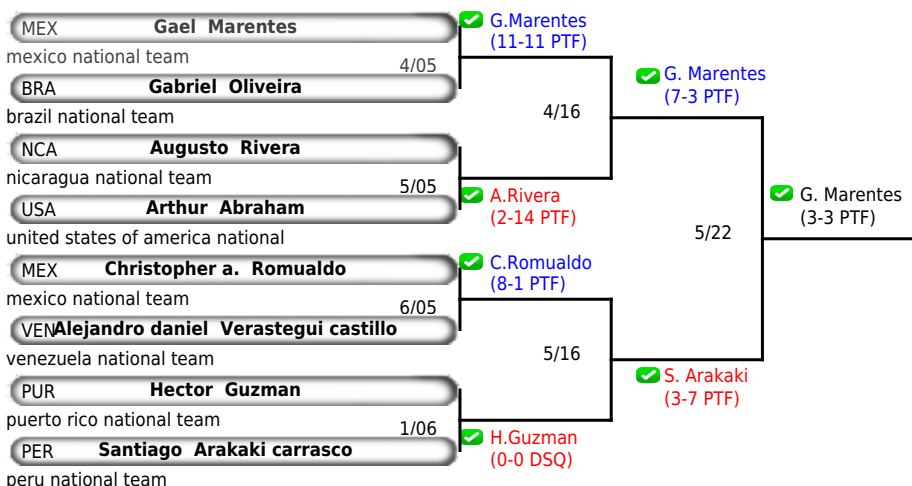 MEX Gael Marentes
mexico national team
4/05
BRA Gabriel Oliveira
brazil national team
NCA Augusto Rivera
nicaragua national team
5/05
USA Arthur Abraham
united states of america national
MEX Christopher a. Romualdo
mexico national team
6/05
VEN Alejandro daniel Verastegui castillo
venezuela national team
PUR Hector Guzman
puerto rico national team
1/06
PER Santiago Arakaki carrasco
peru national team
G.Marentes
(11-11 PTF)
4/16
A.Rivera
(2-14 PTF)
C.Romualdo
(8-1 PTF)
5/16
H.Guzman
(0-0 DSQ)
G. Marentes
(7-3 PTF)
5/22
S. Arakaki
(3-7 PTF)
G. Marentes
(3-3 PTF)